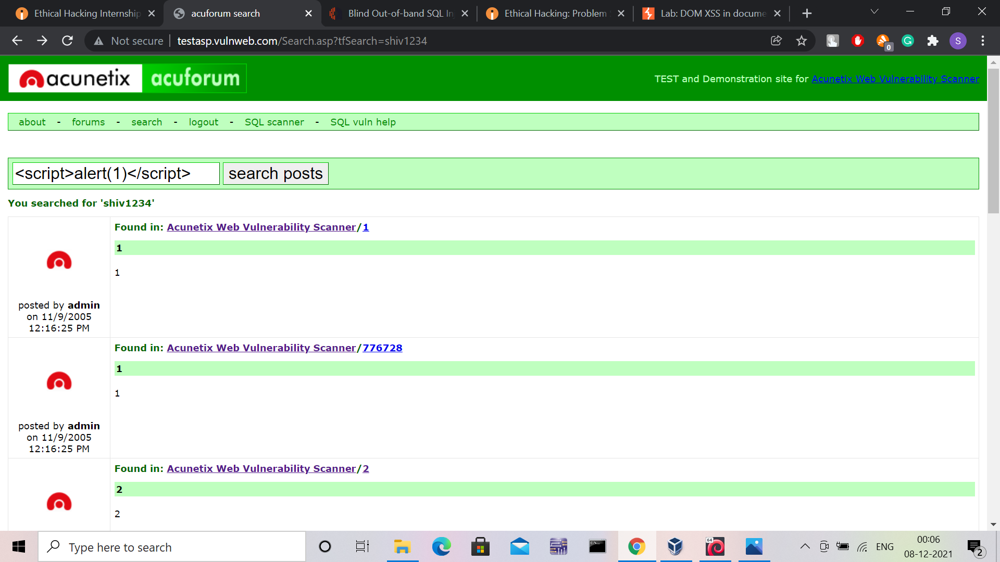 Ethical Hacking Internship
acuforum search
Blind Out-of-band SQL In
Ethical Hacking: Problem
Lab: DOM XSS in docume
Not secure
testasp.vulnweb.com/Search.asp?tfSearch=shiv1234
0
S
acunetix acuforum
TEST and Demonstration site for Acunetix Web Vulnerability Scanner
about - forums - search - logout - SQL scanner - SQL vuln help
<script>alert(1)</script> search posts
You searched for 'shiv1234'
Found in: Acunetix Web Vulnerability Scanner/1
1
1
posted by admin
on 11/9/2005
12:16:25 PM
Found in: Acunetix Web Vulnerability Scanner/776728
1
1
posted by admin
on 11/9/2005
12:16:25 PM
Found in: Acunetix Web Vulnerability Scanner/2
2
2
Type here to search
64
ENG
00:06
08-12-2021
2